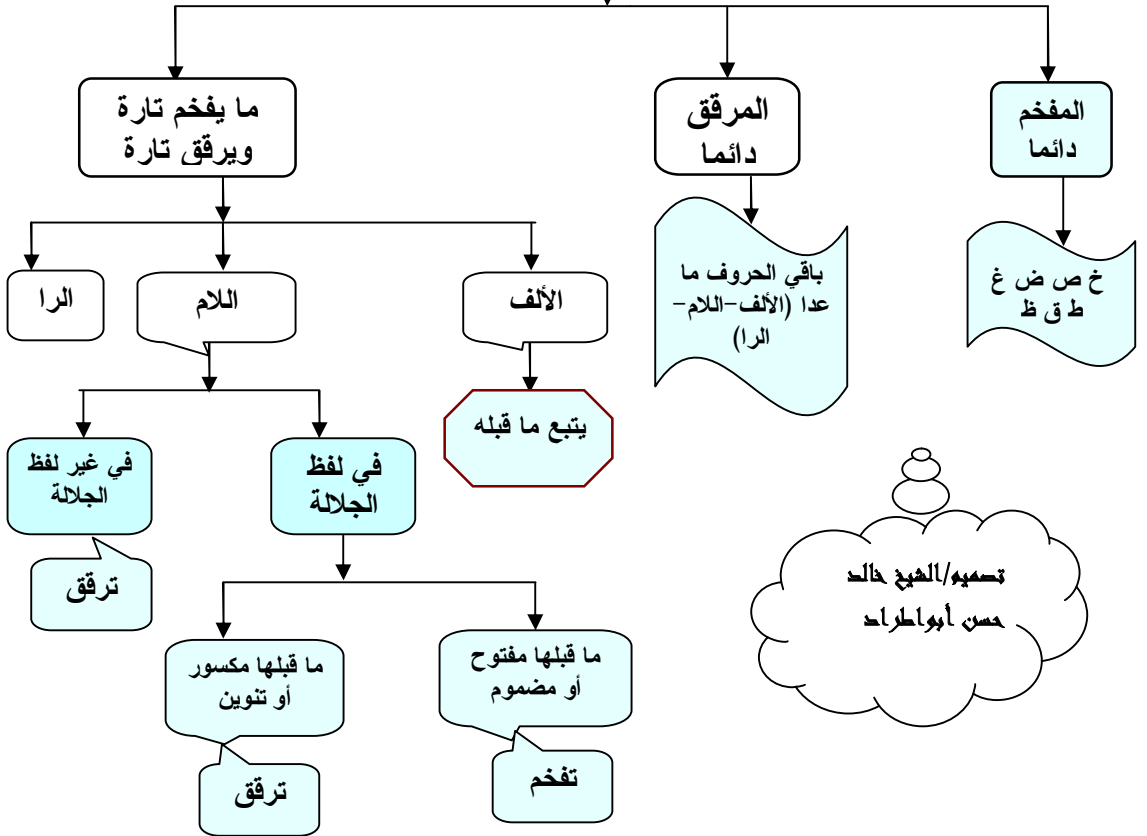 المفخم
دائما
المرقق
دائما
ما يفخم تارة
ويرقق تارة
خ ص ض غ
ط ق ظ
باقي الحروف ما
عدا (الألف-اللام-
الرا)
الألف
اللام
الرا
يتبع ما قبله
في لفظ
الجلالة
في غير لفظ
الجلالة
ترقق
ما قبلها مفتوح
أو مضموم
ما قبلها مكسور
أو تنوين
تفخم
ترقق
تصميم/الشيخ خالد
حسن أبواطراد